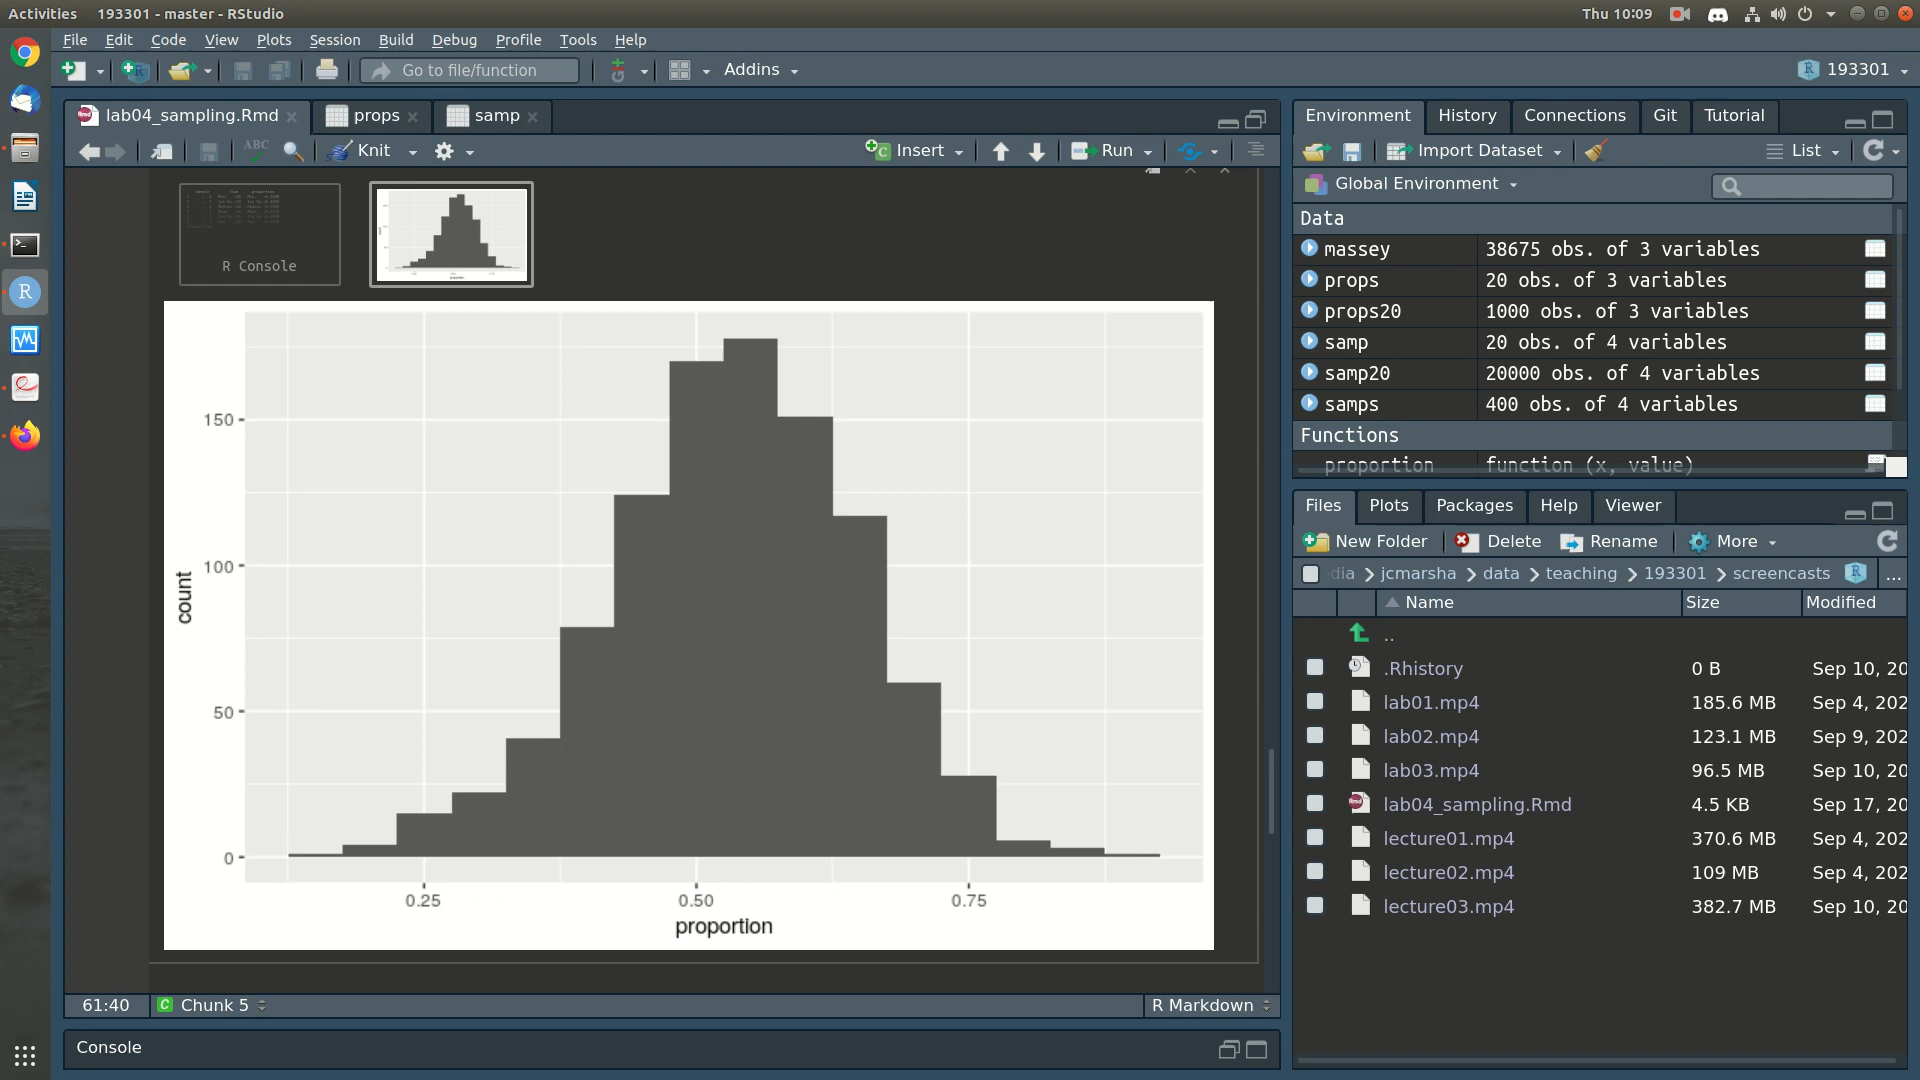 Activities 193301 - master - RStudio Thu 10:09
File Edit Code View Plots Session Build Debug Profile Tools Help
Go to file/function Addins 193301
lab04_sampling.Rmd props samp
ABC Knit Insert Run
R Console
150
100
50
0
count
0.25 0.50 0.75
proportion
61:40 Chunk 5 R Markdown
Console
Environment History Connections Git Tutorial
Import Dataset List
Global Environment
Data
massey 38675 obs. of 3 variables
props 20 obs. of 3 variables
props20 1000 obs. of 3 variables
samp 20 obs. of 4 variables
samp20 20000 obs. of 4 variables
samps 400 obs. of 4 variables
Functions
proportion function (x, value)
Files Plots Packages Help Viewer
New Folder Delete Rename More
dia jcmarsha data teaching 193301 screencasts ...
Name Size Modified
..
.Rhistory 0 B Sep 10, 20
lab01.mp4 185.6 MB Sep 4, 202
lab02.mp4 123.1 MB Sep 9, 202
lab03.mp4 96.5 MB Sep 10, 20
lab04_sampling.Rmd 4.5 KB Sep 17, 20
lecture01.mp4 370.6 MB Sep 4, 202
lecture02.mp4 109 MB Sep 4, 202
lecture03.mp4 382.7 MB Sep 10, 20